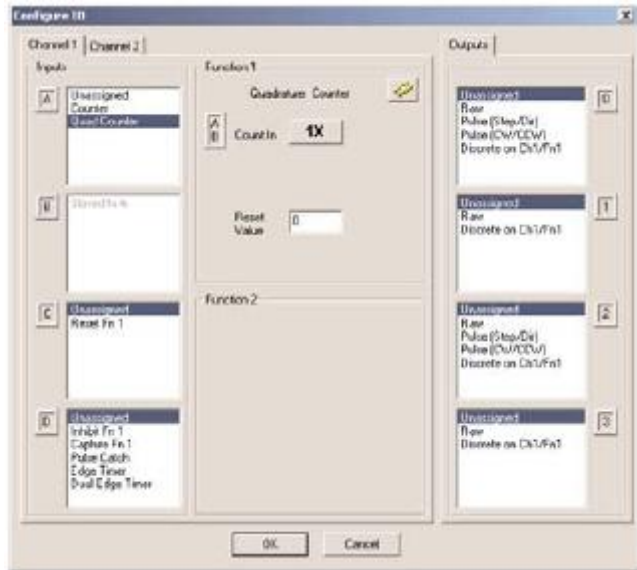 Configure IO
X
Channel 1
Channel 2
Inputs
A
Unassigned
Counter
Quad Counter
B
C
Unassigned
Reset Fn 1
D
Unassigned
Inhibit Fn 1
Capture Fn 1
Pulse Catch
Edge Timer
Dual Edge Timer
Function 1
Quadrature Counter
A
B
Count In
1X
Reset
Value
0
Function 2
Outputs
Unassigned
Raw
Pulse (Step/Dir)
Pulse (CW/CCW)
Discrete on Ch1/Fn1
0
Unassigned
Raw
Discrete on Ch1/Fn1
1
Unassigned
Raw
Pulse (Step/Dir)
Pulse (CW/CCW)
Discrete on Ch1/Fn1
2
Unassigned
Raw
Discrete on Ch1/Fn1
3
OK
Cancel